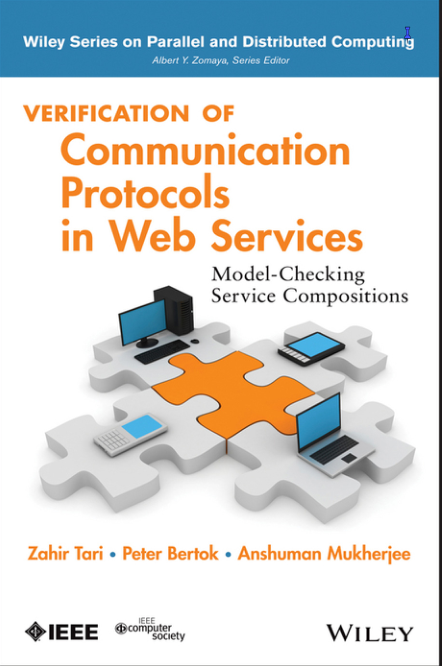 Wiley Series on Parallel and Distributed Computing
Albert Y. Zomaya, Series Editor
VERIFICATION OF
Communication
Protocols
in Web Services
Model-Checking
Service Compositions
Zahir Tari • Peter Bertok • Anshuman Mukherjee
IEEE
IEEE
computer
society
WILEY